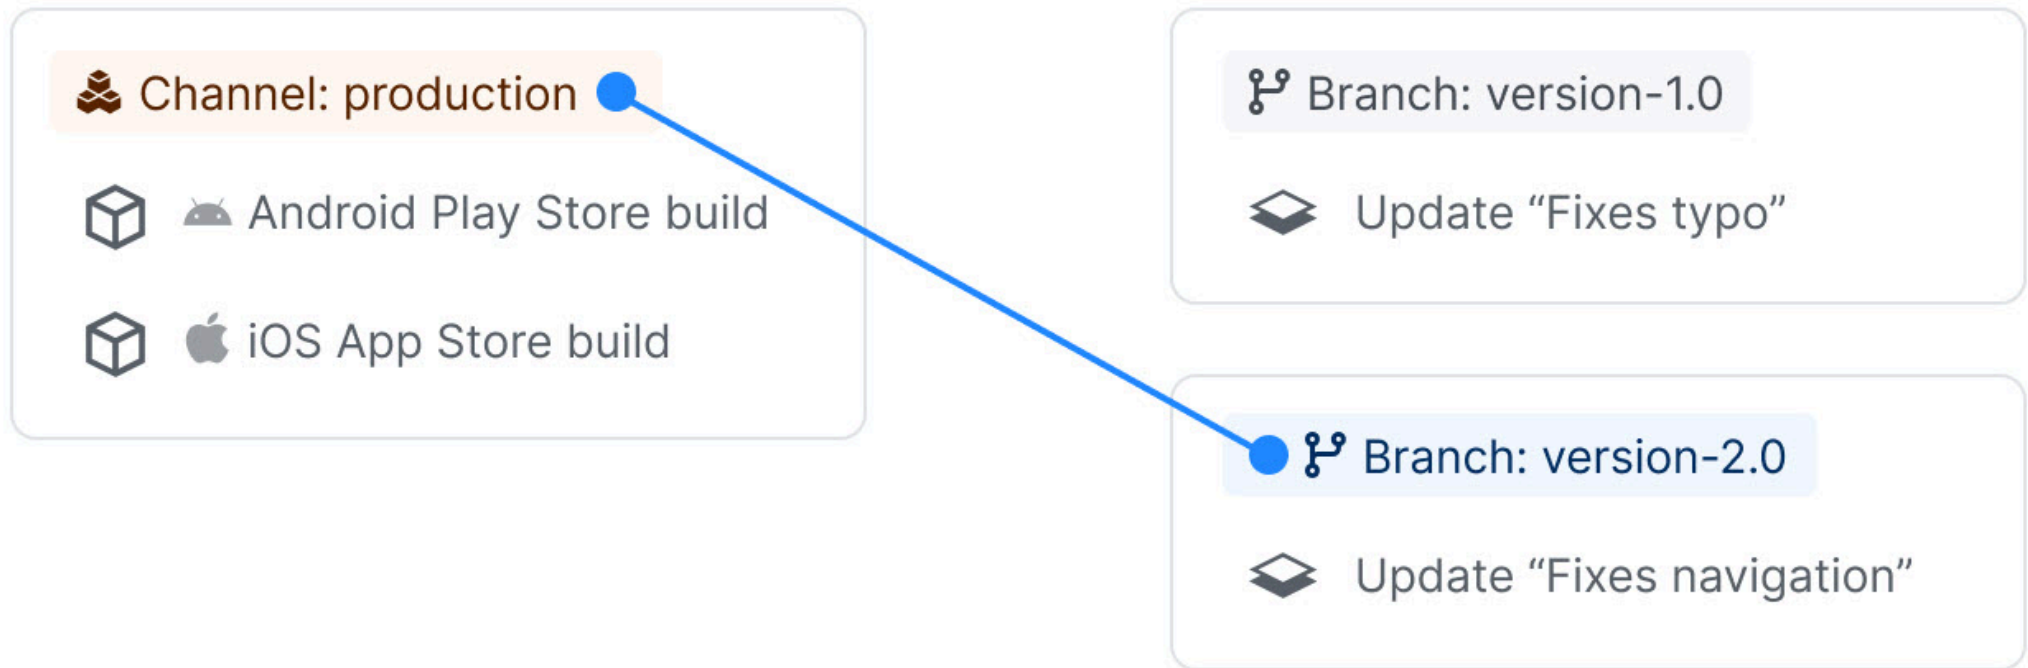 Channel: production
Android Play Store build
iOS App Store build
Branch: version-1.0
Update “Fixes typo”
Branch: version-2.0
Update “Fixes navigation”